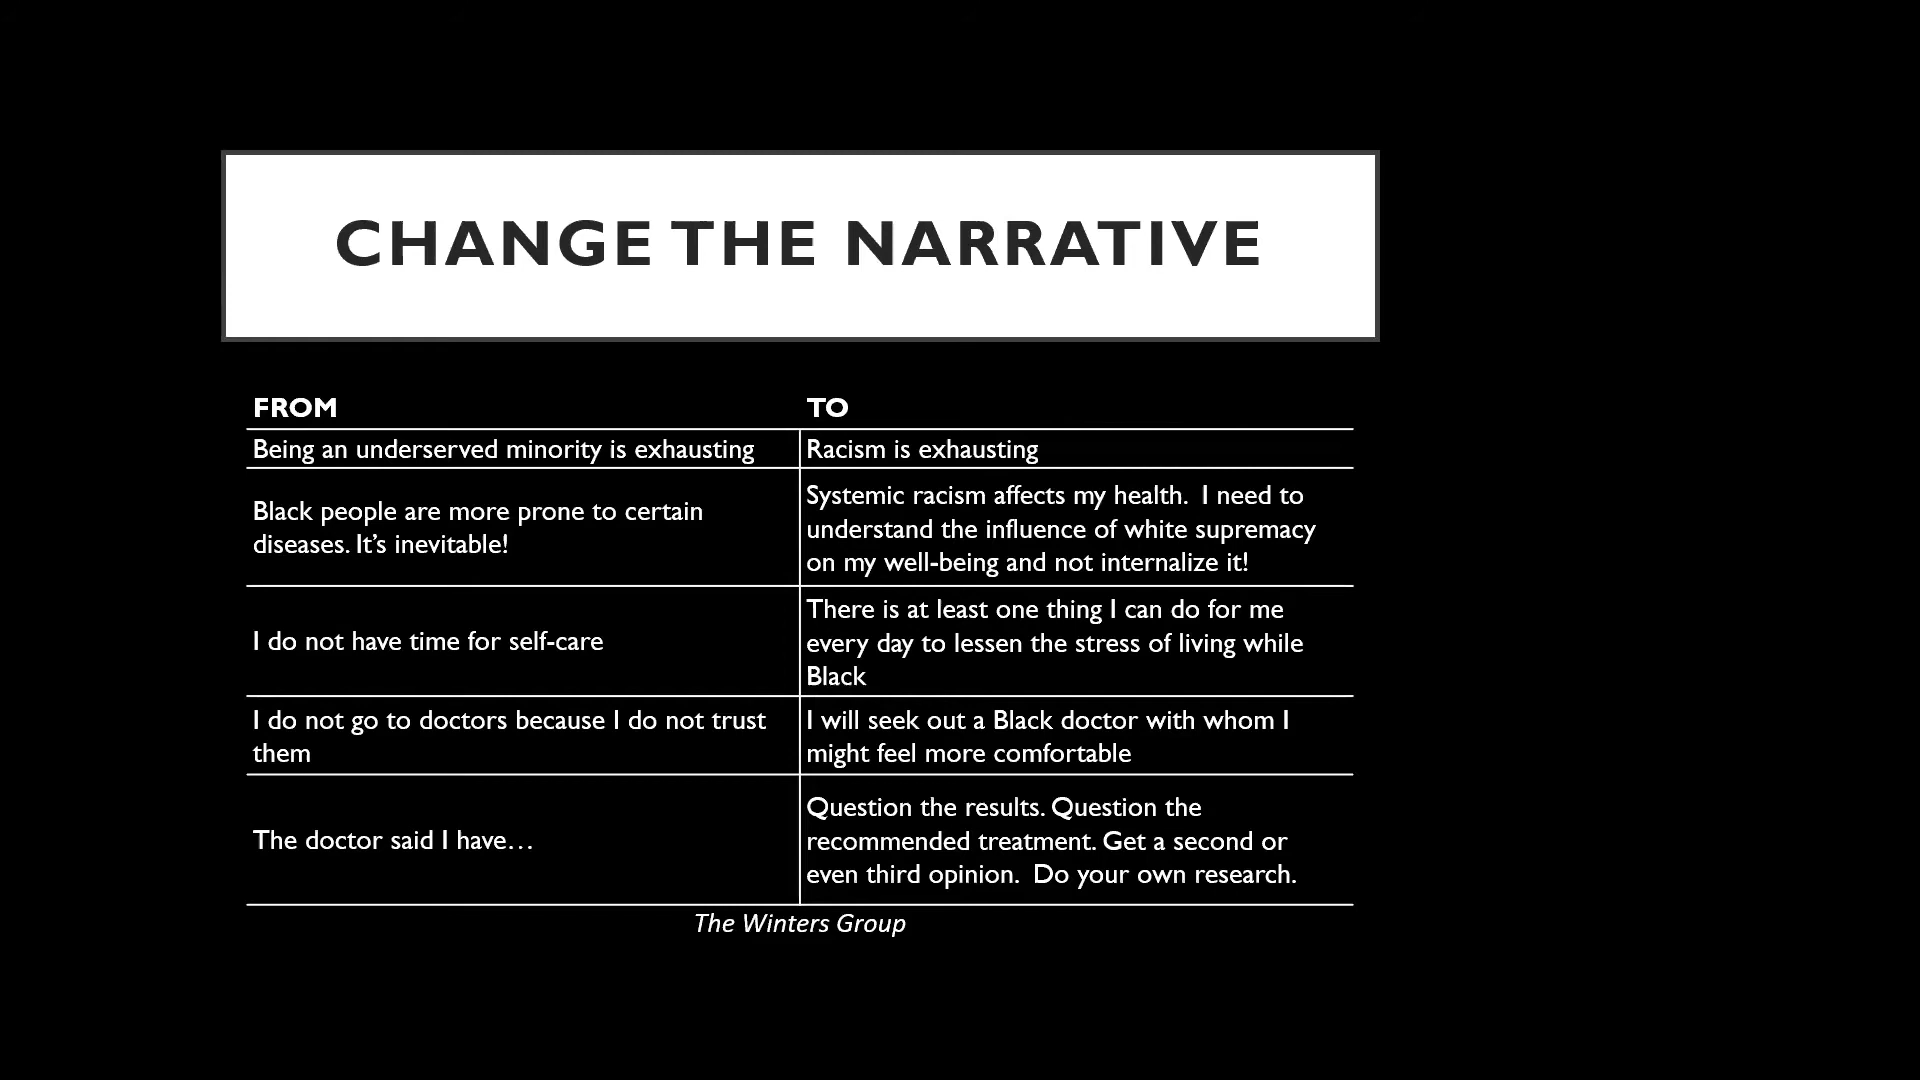 CHANGE THE NARRATIVE
FROM
TO
Being an underserved minority is exhausting
Racism is exhausting
Black people are more prone to certain
diseases. It’s inevitable!
Systemic racism affects my health.  I need to
understand the influence of white supremacy
on my well-being and not internalize it!
I do not have time for self-care
There is at least one thing I can do for me
every day to lessen the stress of living while
Black
I do not go to doctors because I do not trust
them
I will seek out a Black doctor with whom I
might feel more comfortable
The doctor said I have…
Question the results. Question the
recommended treatment. Get a second or
even third opinion.  Do your own research.
The Winters Group